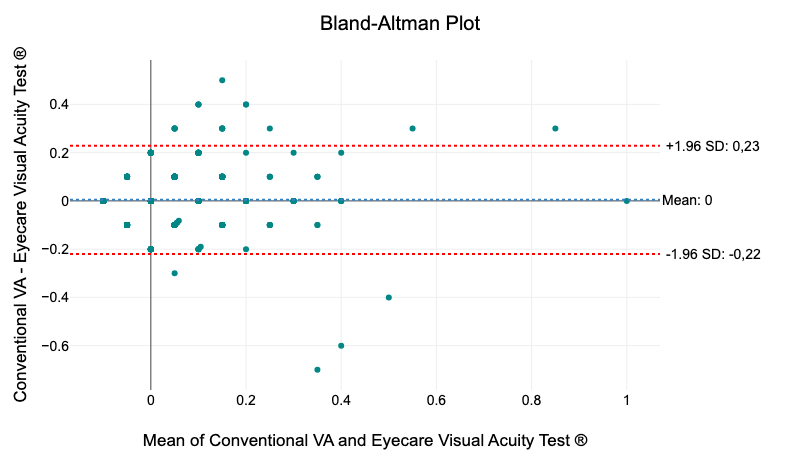 Bland-Altman Plot
Conventional VA - Eyecare Visual Acuity Test ®
0.4
0.2
0
−0.2
−0.4
−0.6
+1.96 SD: 0,23
Mean: 0
-1.96 SD: -0,22
0
0.2
0.4
0.6
0.8
1
Mean of Conventional VA and Eyecare Visual Acuity Test ®